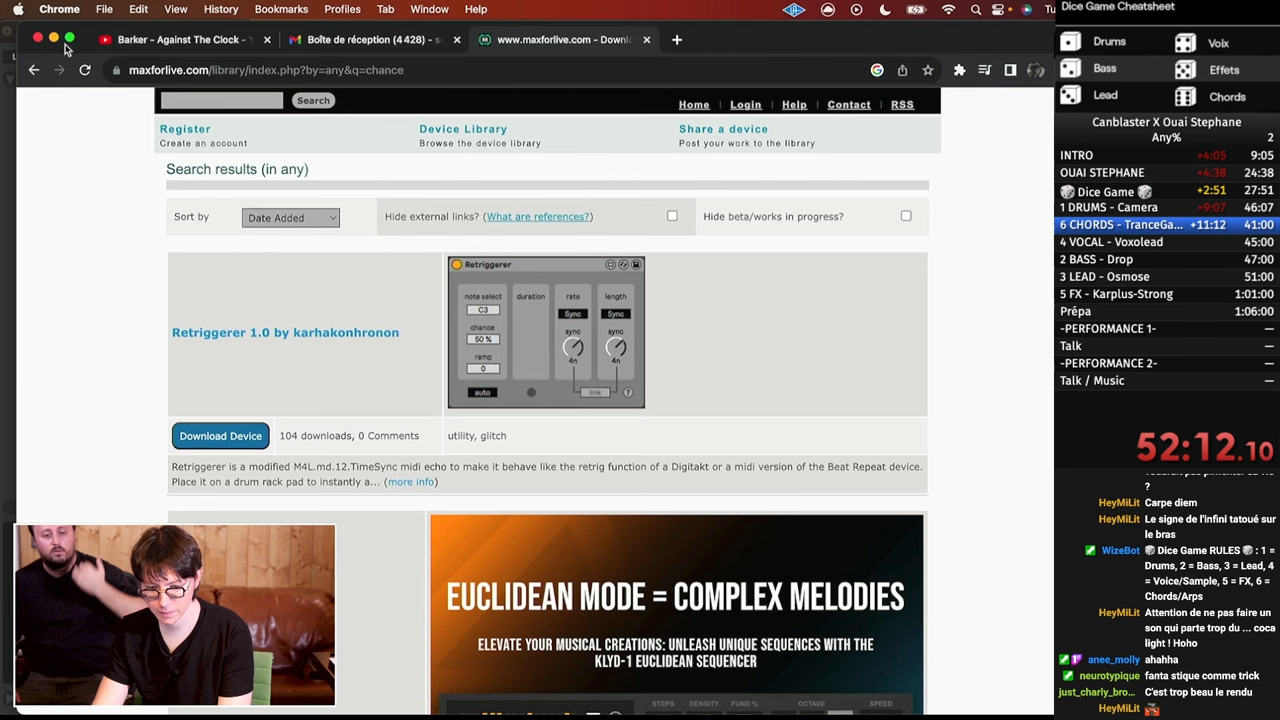 Chrome File Edit View History Bookmarks Profiles Tab Window Help Tu
Barker - Against The Clock - Y
Boîte de réception (4 428) - s
www.maxforlive.com - Downl
maxforlive.com/library/index.php?by=any&q=chance
Search
Home Login Help Contact RSS
Register
Create an account
Device Library
Browse the device library
Share a device
Post your work to the library
Search results (in any)
Sort by Date Added Hide external links? (What are references?) Hide beta/works in progress?
Retriggerer 1.0 by karhakonhronon
Retriggerer
note select duration rate length
C3 Sync Sync
chance sync sync
50 %
4n 4n
ramp
0
auto link ?
Download Device 104 downloads, 0 Comments utility, glitch
Retriggerer is a modified M4L.md.12.TimeSync midi echo to make it behave like the retrig function of a Digitakt or a midi version of the Beat Repeat device.
Place it on a drum rack pad to instantly a... (more info)
EUCLIDEAN MODE = COMPLEX MELODIES
ELEVATE YOUR MUSICAL CREATIONS: UNLEASH UNIQUE SEQUENCES WITH THE
KLYD-1 EUCLIDEAN SEQUENCER
STEPS DENSITY FUND % OCTAVE SPEED
Dice Game Cheatsheet
Drums Voix
Bass Effets
Lead Chords
Canblaster X Ouai Stephane
Any% 2
INTRO +4:05 9:05
OUAI STEPHANE +4:38 24:38
🎲 Dice Game 🎲 +2:51 27:51
1 DRUMS - Camera +9:07 46:07
6 CHORDS - TranceGa... +11:12 41:00
4 VOCAL - Voxolead 45:00
2 BASS - Drop 47:00
3 LEAD - Osmose 51:00
5 FX - Karplus-Strong 1:01:00
Prépa 1:06:00
-PERFORMANCE 1- —
Talk —
-PERFORMANCE 2- —
Talk / Music —
52:12.10
?
HeyMiLit Carpe diem
HeyMiLit Le signe de l'infini tatoué sur
le bras
WizeBot 🎲Dice Game RULES 🎲: 1 =
Drums, 2 = Bass, 3 = Lead, 4
= Voice/Sample, 5 = FX, 6 =
Chords/Arps
HeyMiLit Attention de ne pas faire un
son qui parte trop du ... coca
light ! Hoho
anee_molly ahahha
neurotypique fanta stique comme trick
just_charly_bro... C'est trop beau le rendu
HeyMiLit